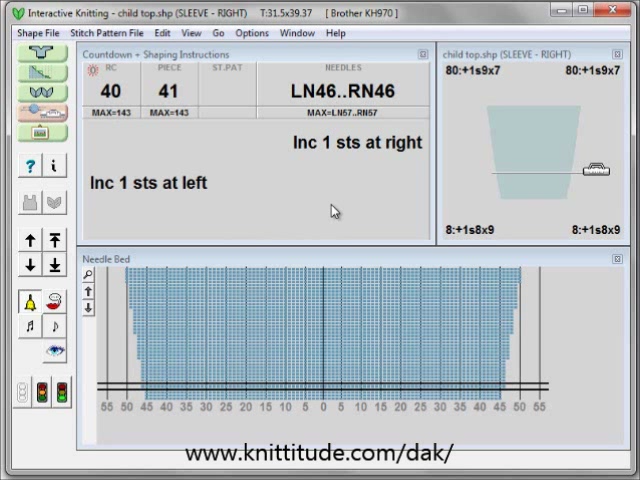 Interactive Knitting - child top.shp (SLEEVE - RIGHT) T:31.5x39.37 [ Brother KH970 ]
Shape File Stitch Pattern File Edit View Go Options Window Help
Countdown + Shaping Instructions
RC PIECE ST.PAT NEEDLES
40 41 LN46..RN46
MAX=143 MAX=143 MAX=LN57..RN57
Inc 1 sts at right
Inc 1 sts at left
child top.shp (SLEEVE - RIGHT)
80:+1s9x7 80:+1s9x7
8:+1s8x9 8:+1s8x9
Needle Bed
55 50 45 40 35 30 25 20 15 10 5 0 5 10 15 20 25 30 35 40 45 50 55
www.knittitude.com/dak/